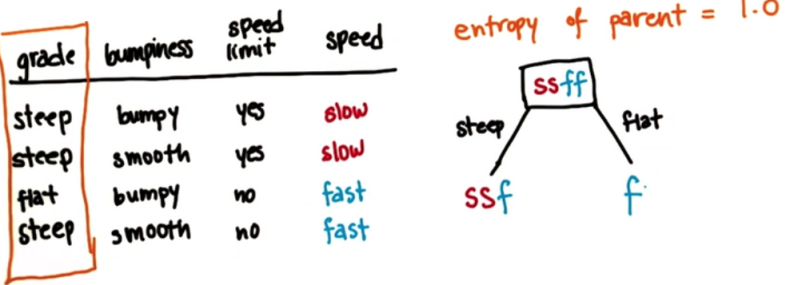 grade bumpiness speed limit speed
steep bumpy yes slow
steep smooth yes slow
flat bumpy no fast
steep smooth no fast
entropy of parent = 1.0
ssff
steep flat
ssf f